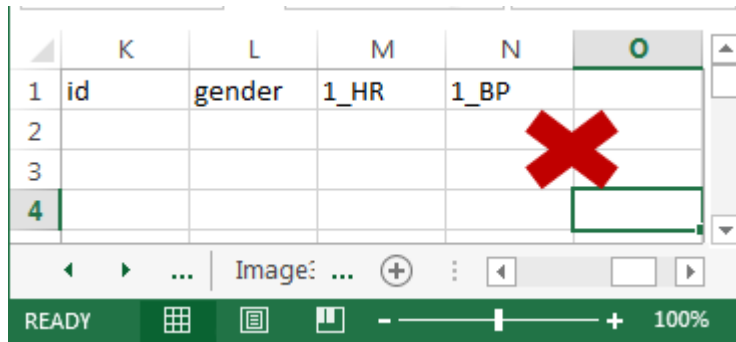 K L M N O
1 id gender 1_HR 1_BP
2
3
4
... Image3 ...
READY 100%